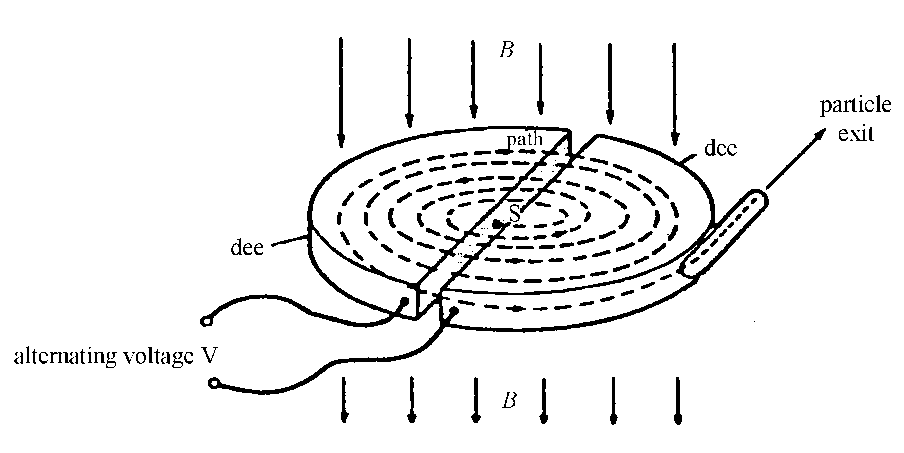 B
path
dcc
particle
exit
S
dee
alternating voltage V
B